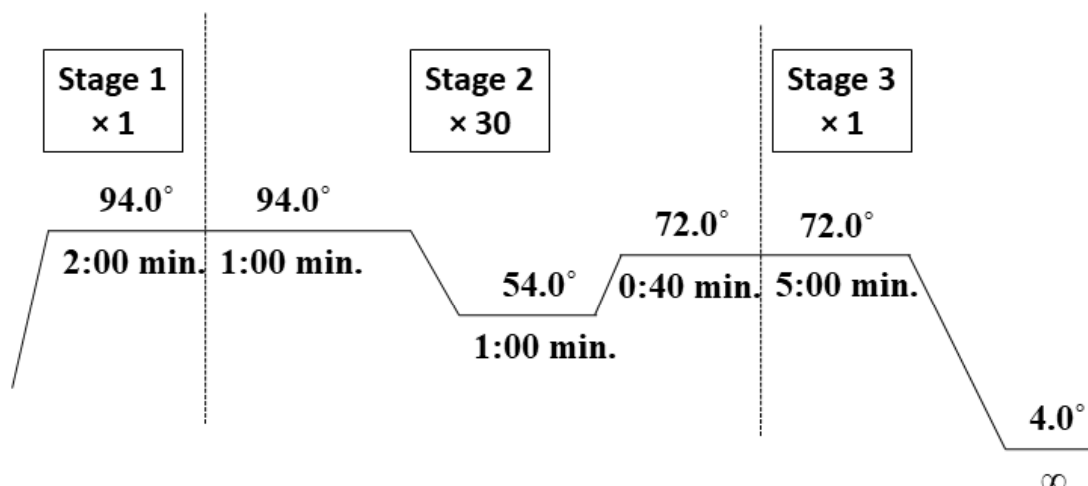 Stage 1
× 1
Stage 2
× 30
Stage 3
× 1
94.0°
94.0°
72.0°
72.0°
2:00 min.
1:00 min.
54.0°
0:40 min.
5:00 min.
1:00 min.
4.0°
∞